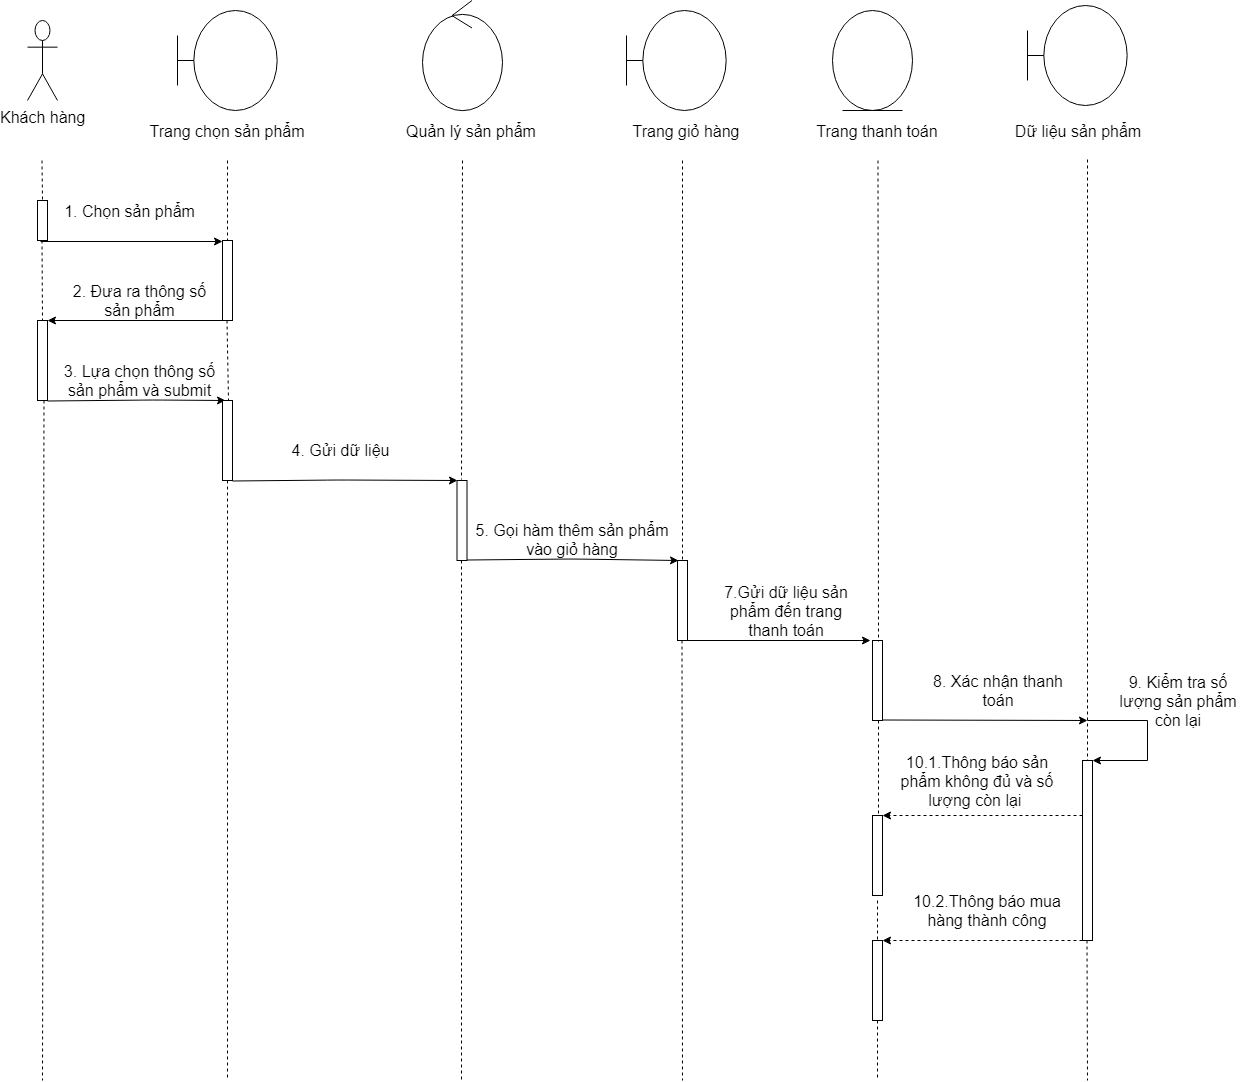 Khách hàng
Trang chọn sản phẩm
Quản lý sản phẩm
Trang giỏ hàng
Trang thanh toán
Dữ liệu sản phẩm
1. Chọn sản phẩm
2. Đưa ra thông số
sản phẩm
3. Lựa chọn thông số
sản phẩm và submit
4. Gửi dữ liệu
5. Gọi hàm thêm sản phẩm
vào giỏ hàng
7.Gửi dữ liệu sản
phẩm đến trang
thanh toán
8. Xác nhận thanh
toán
9. Kiểm tra số
lượng sản phẩm
còn lại
10.1.Thông báo sản
phẩm không đủ và số
lượng còn lại
10.2.Thông báo mua
hàng thành công